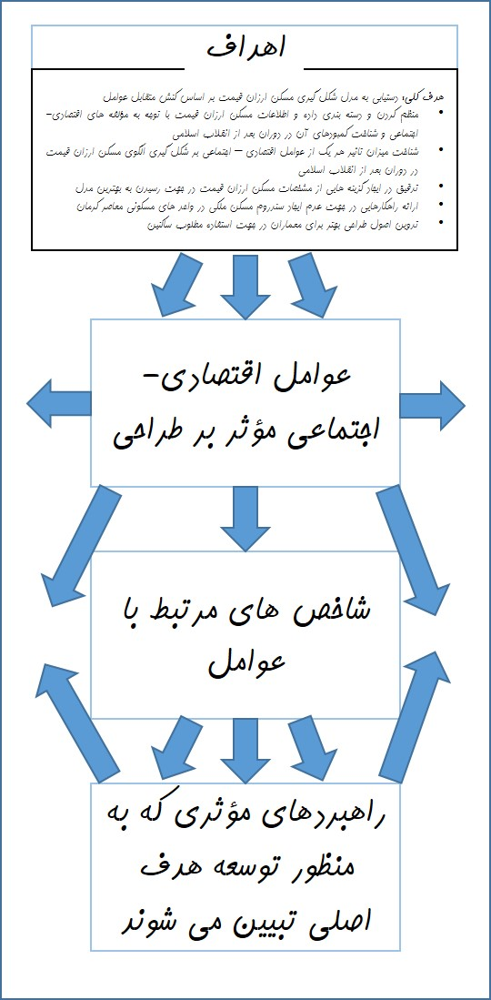 اهداف
هدف کلی: دستیابی به مدل شکل گیری مسکن ارزان قیمت بر اساس کنش متقابل عوامل
• منظم کردن و دسته بندی داده و اطلاعات مسکن ارزان قیمت با توجه به مؤلفه های اقتصادی-
اجتماعی و شناخت کمبودهای آن در دوران بعد از انقلاب اسلامی
• شناخت میزان تاثیر هر یک از عوامل اقتصادی – اجتماعی بر شکل گیری الگوی مسکن ارزان قیمت
در دوران بعد از انقلاب اسلامی
• تدقیق در ایجاد گزینه هایی از مشخصات مسکن ارزان قیمت در جهت رسیدن به بهترین مدل
• ارائه راهکارهایی در جهت عدم ایجاد سندروم مسکن ملکی در واحد های مسکونی معاصر کرمان
• تدوین اصول طراحی بهتر برای معماران در جهت استفاده مطلوب ساکنین
عوامل اقتصادی-
اجتماعی مؤثر بر طراحی
شاخص های مرتبط با
عوامل
راهبردهای مؤثری که به
منظور توسعه هدف
اصلی تبیین می شوند